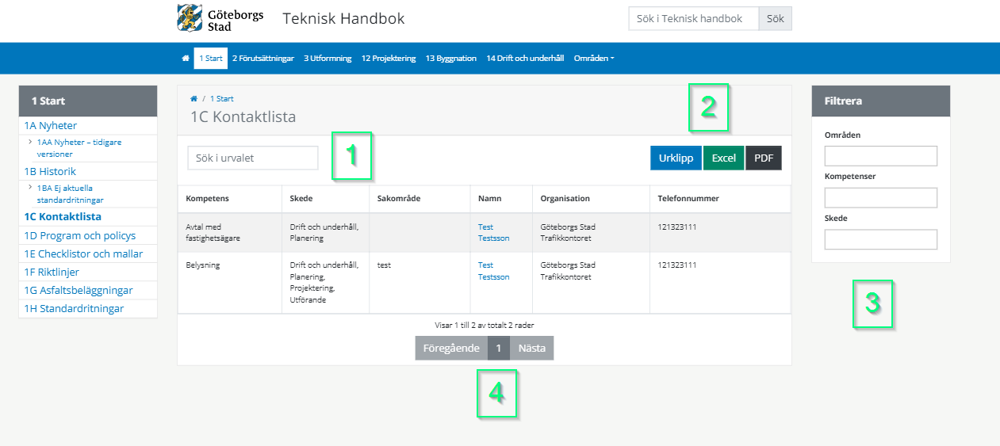 Göteborgs
Stad
Teknisk Handbok
Sök i Teknisk handbok
Sök
1 Start
2 Förutsättningar
3 Utformning
12 Projektering
13 Byggnation
14 Drift och underhåll
Områden
1 Start
1A Nyheter
1AA Nyheter – tidigare
versioner
1B Historik
1BA Ej aktuella
standardritningar
1C Kontaktlista
1D Program och policys
1E Checklistor och mallar
1F Riktlinjer
1G Asfaltsbeläggningar
1H Standardritningar
/ 1 Start
1C Kontaktlista
2
1
Sök i urvalet
Urklipp
Excel
PDF
Kompetens
Skede
Sakområde
Namn
Organisation
Telefonnummer
Avtal med
fastighetsägare
Drift och underhåll,
Planering
Test
Testsson
Göteborgs Stad
Trafikkontoret
121323111
Belysning
Drift och underhåll,
Planering,
Projektering,
Utförande
test
Test
Testsson
Göteborgs Stad
Trafikkontoret
121323111
Visar 1 till 2 av totalt 2 rader
Föregående
1
Nästa
4
Filtrera
Områden
Kompetenser
Skede
3